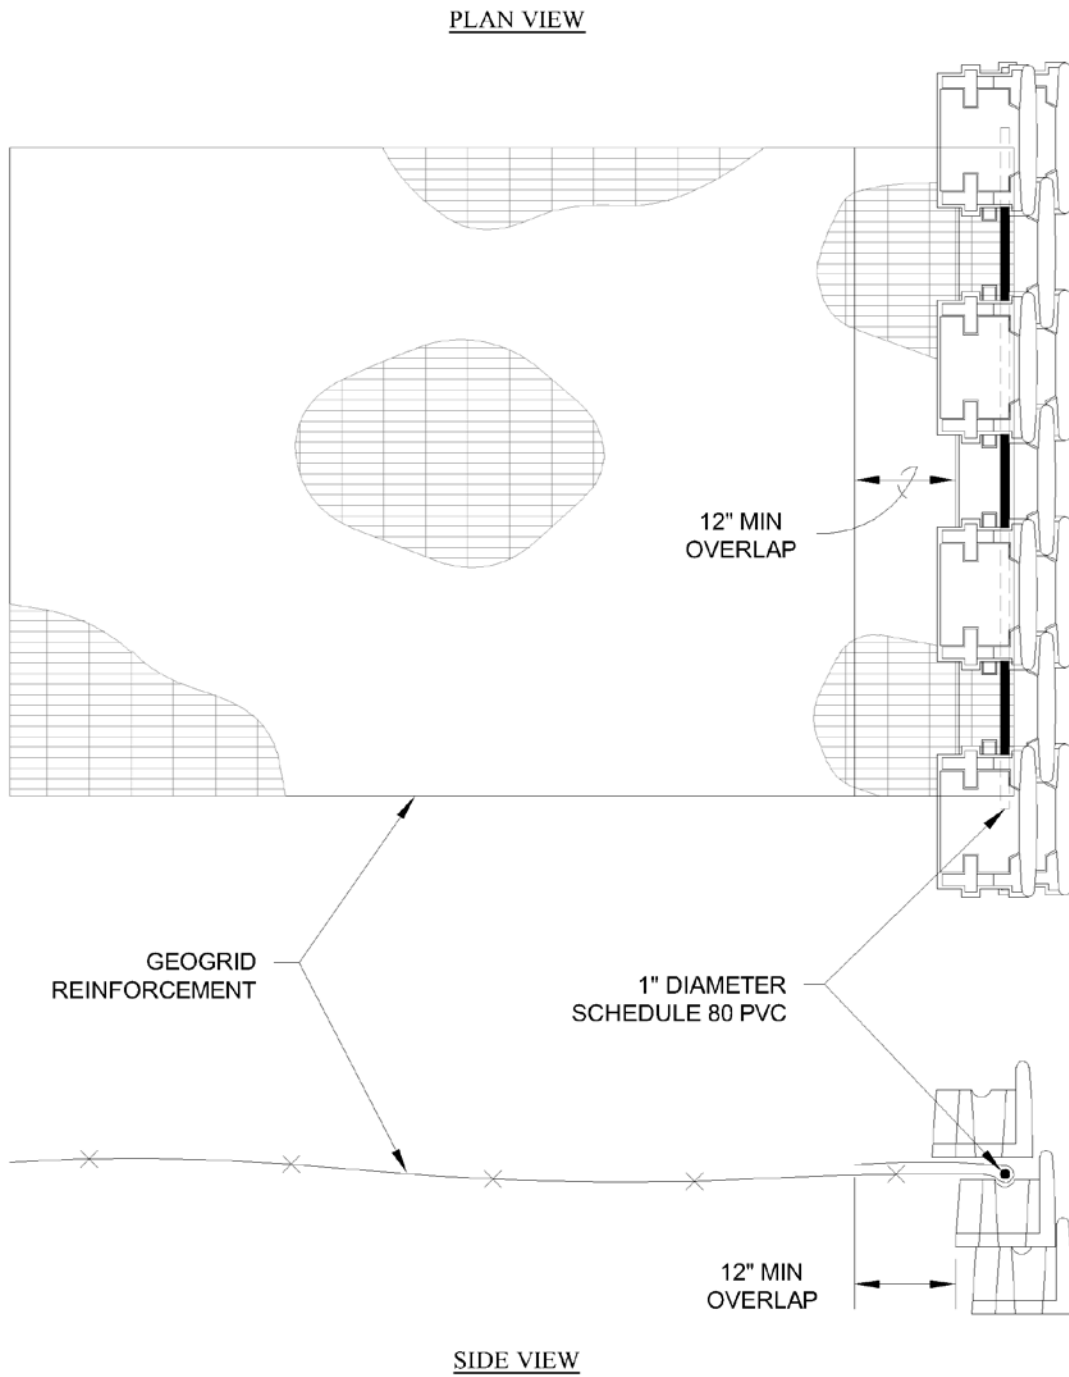 PLAN VIEW
12" MIN
OVERLAP
GEOGRID
REINFORCEMENT
1" DIAMETER
SCHEDULE 80 PVC
12" MIN
OVERLAP
SIDE VIEW